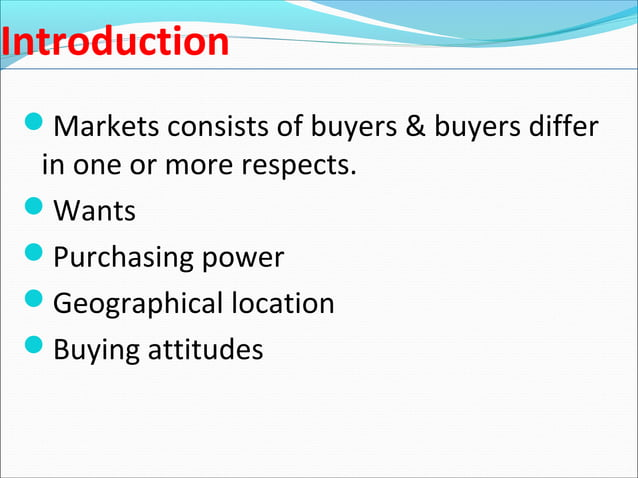 Introduction
Markets consists of buyers & buyers differ
in one or more respects.
Wants
Purchasing power
Geographical location
Buying attitudes